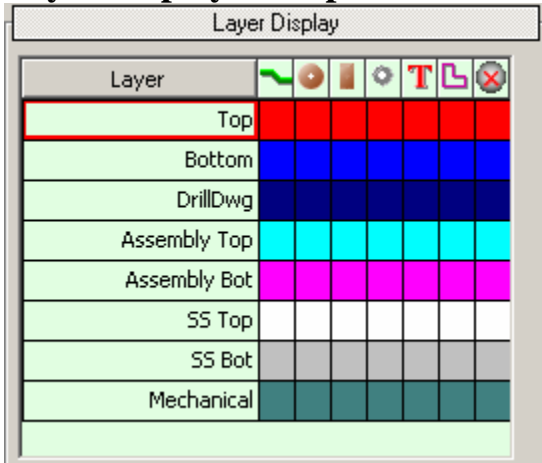 Layer Display
Layer
T
Top
Bottom
DrillDwg
Assembly Top
Assembly Bot
SS Top
SS Bot
Mechanical